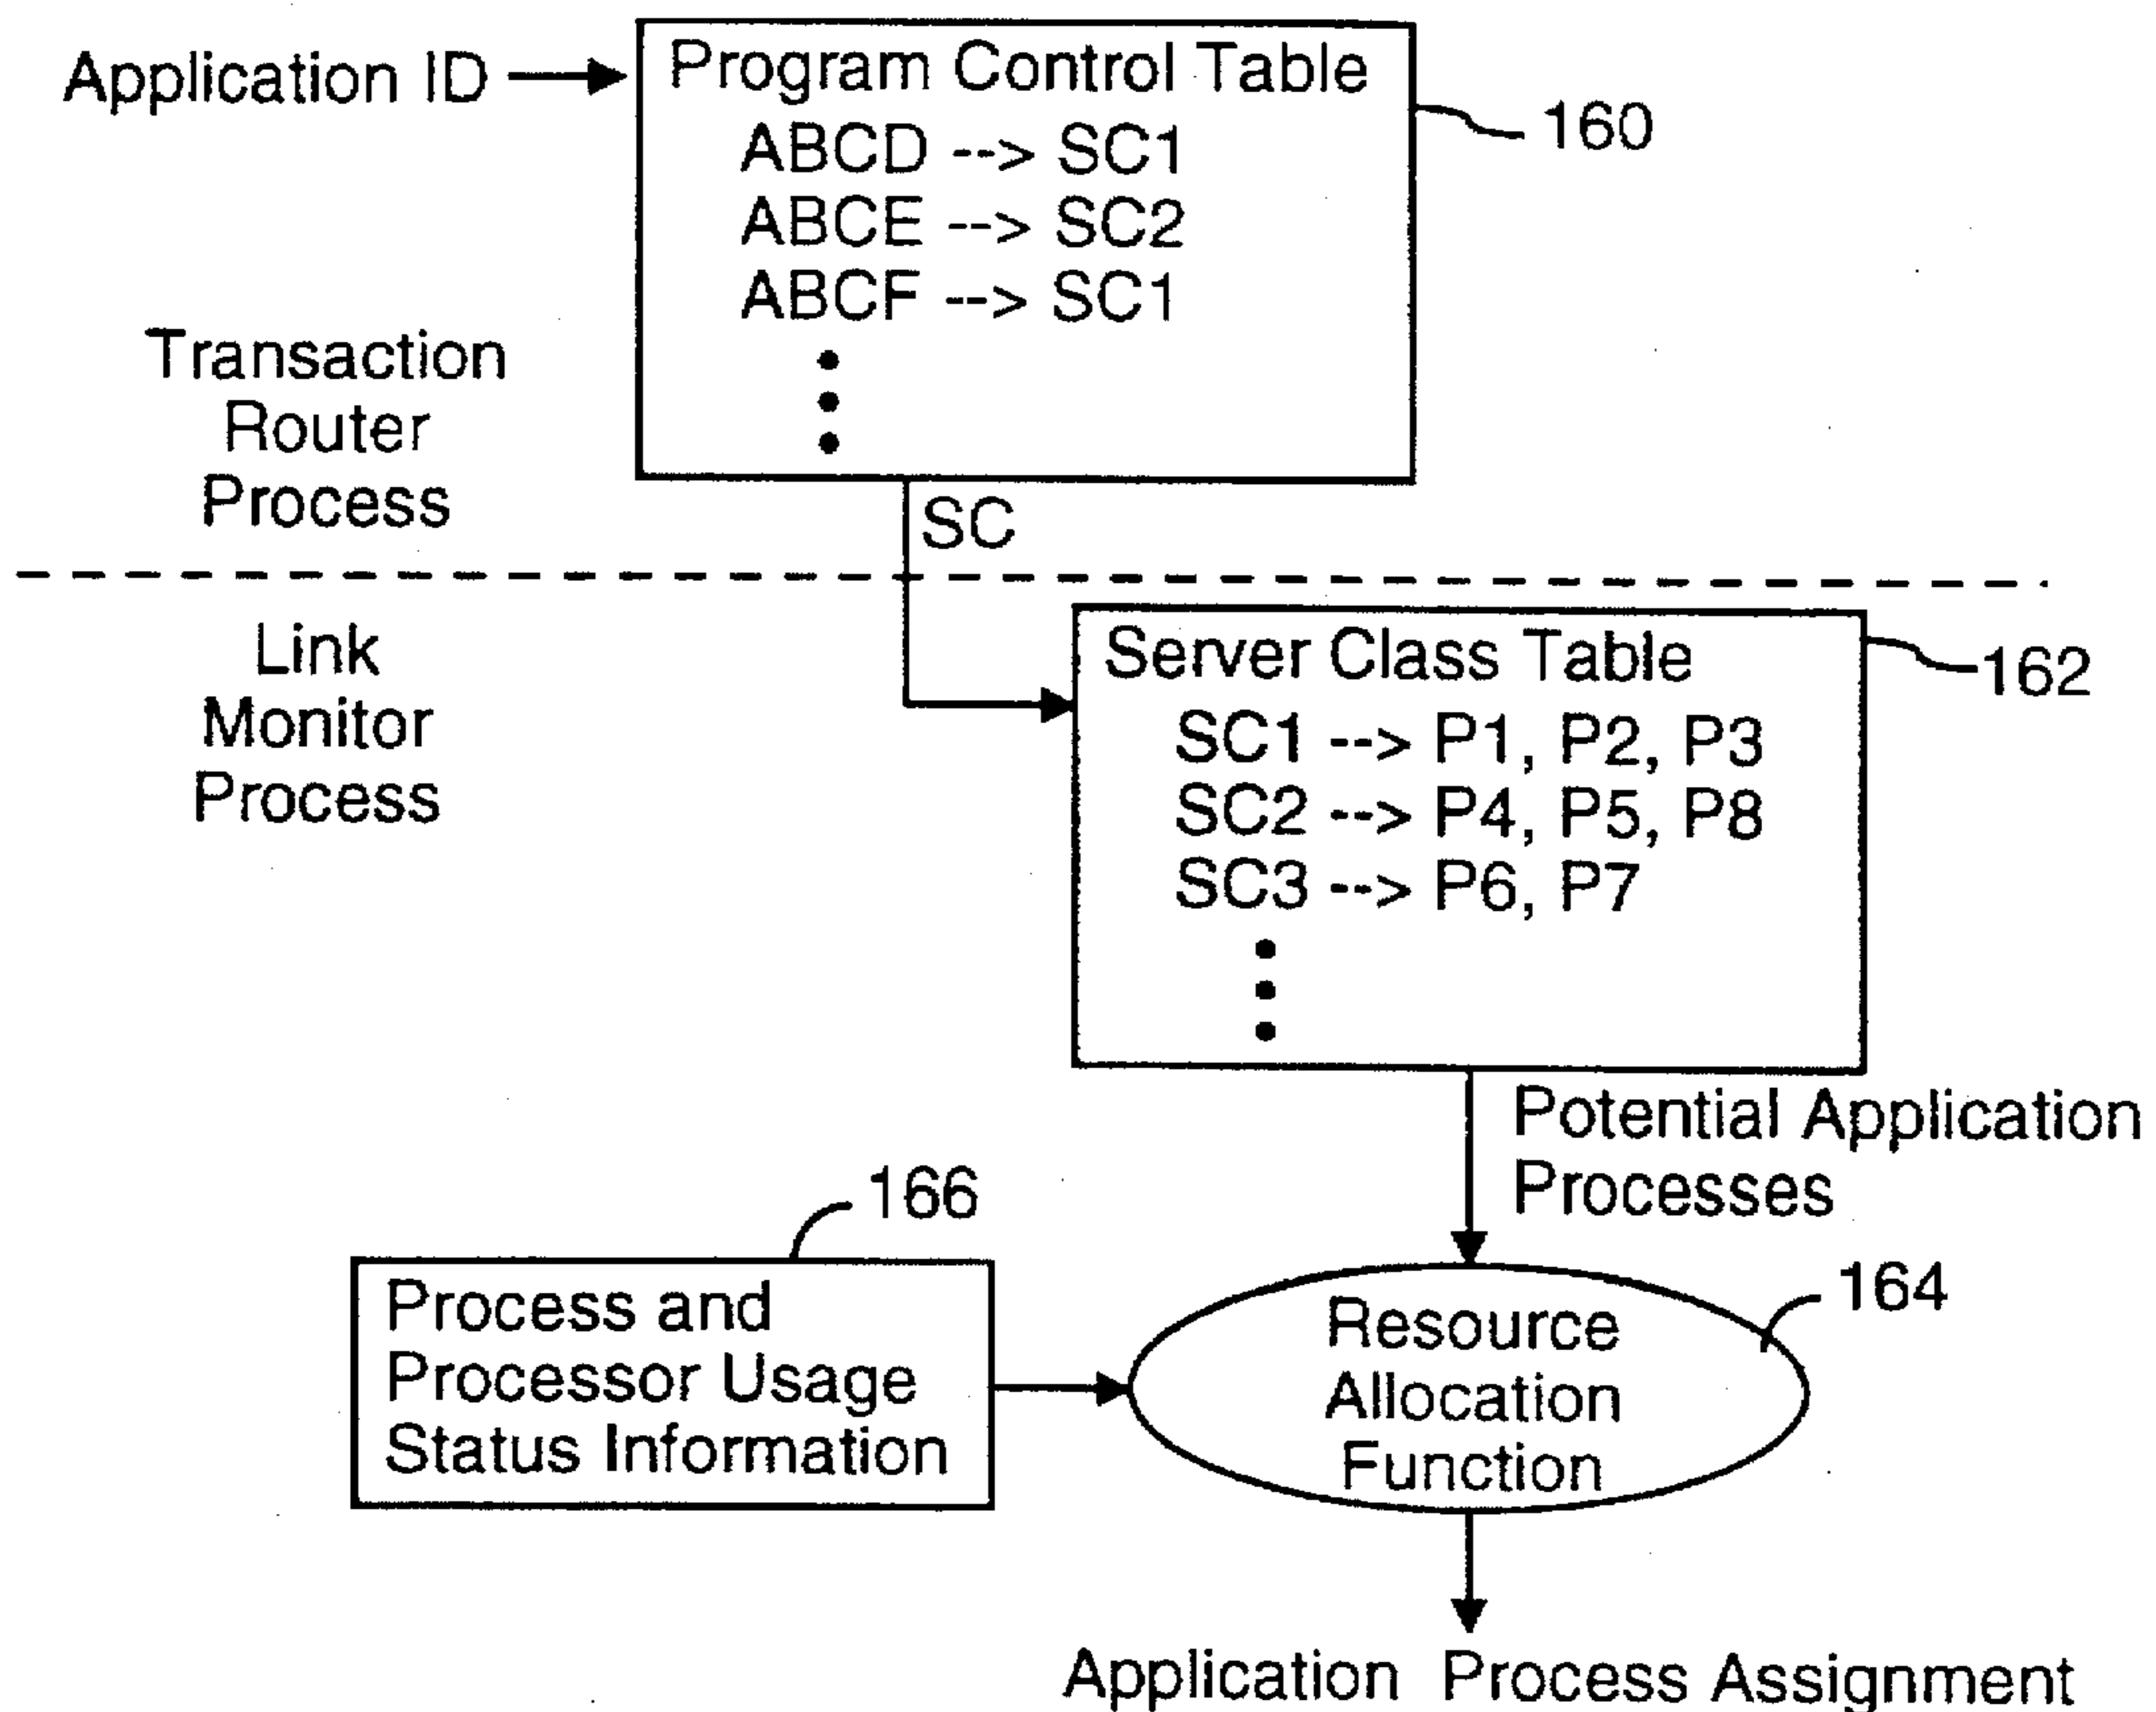 Application ID
Program Control Table
160
ABCD --> SC1
ABCE --> SC2
ABCF --> SC1
Transaction
Router
Process
SC
Link
Monitor
Process
Server Class Table
162
SC1 --> P1, P2, P3
SC2 --> P4, P5, P8
SC3 --> P6, P7
Potential Application
Processes
166
Process and
Processor Usage
Status Information
164
Resource
Allocation
Function
Application Process Assignment